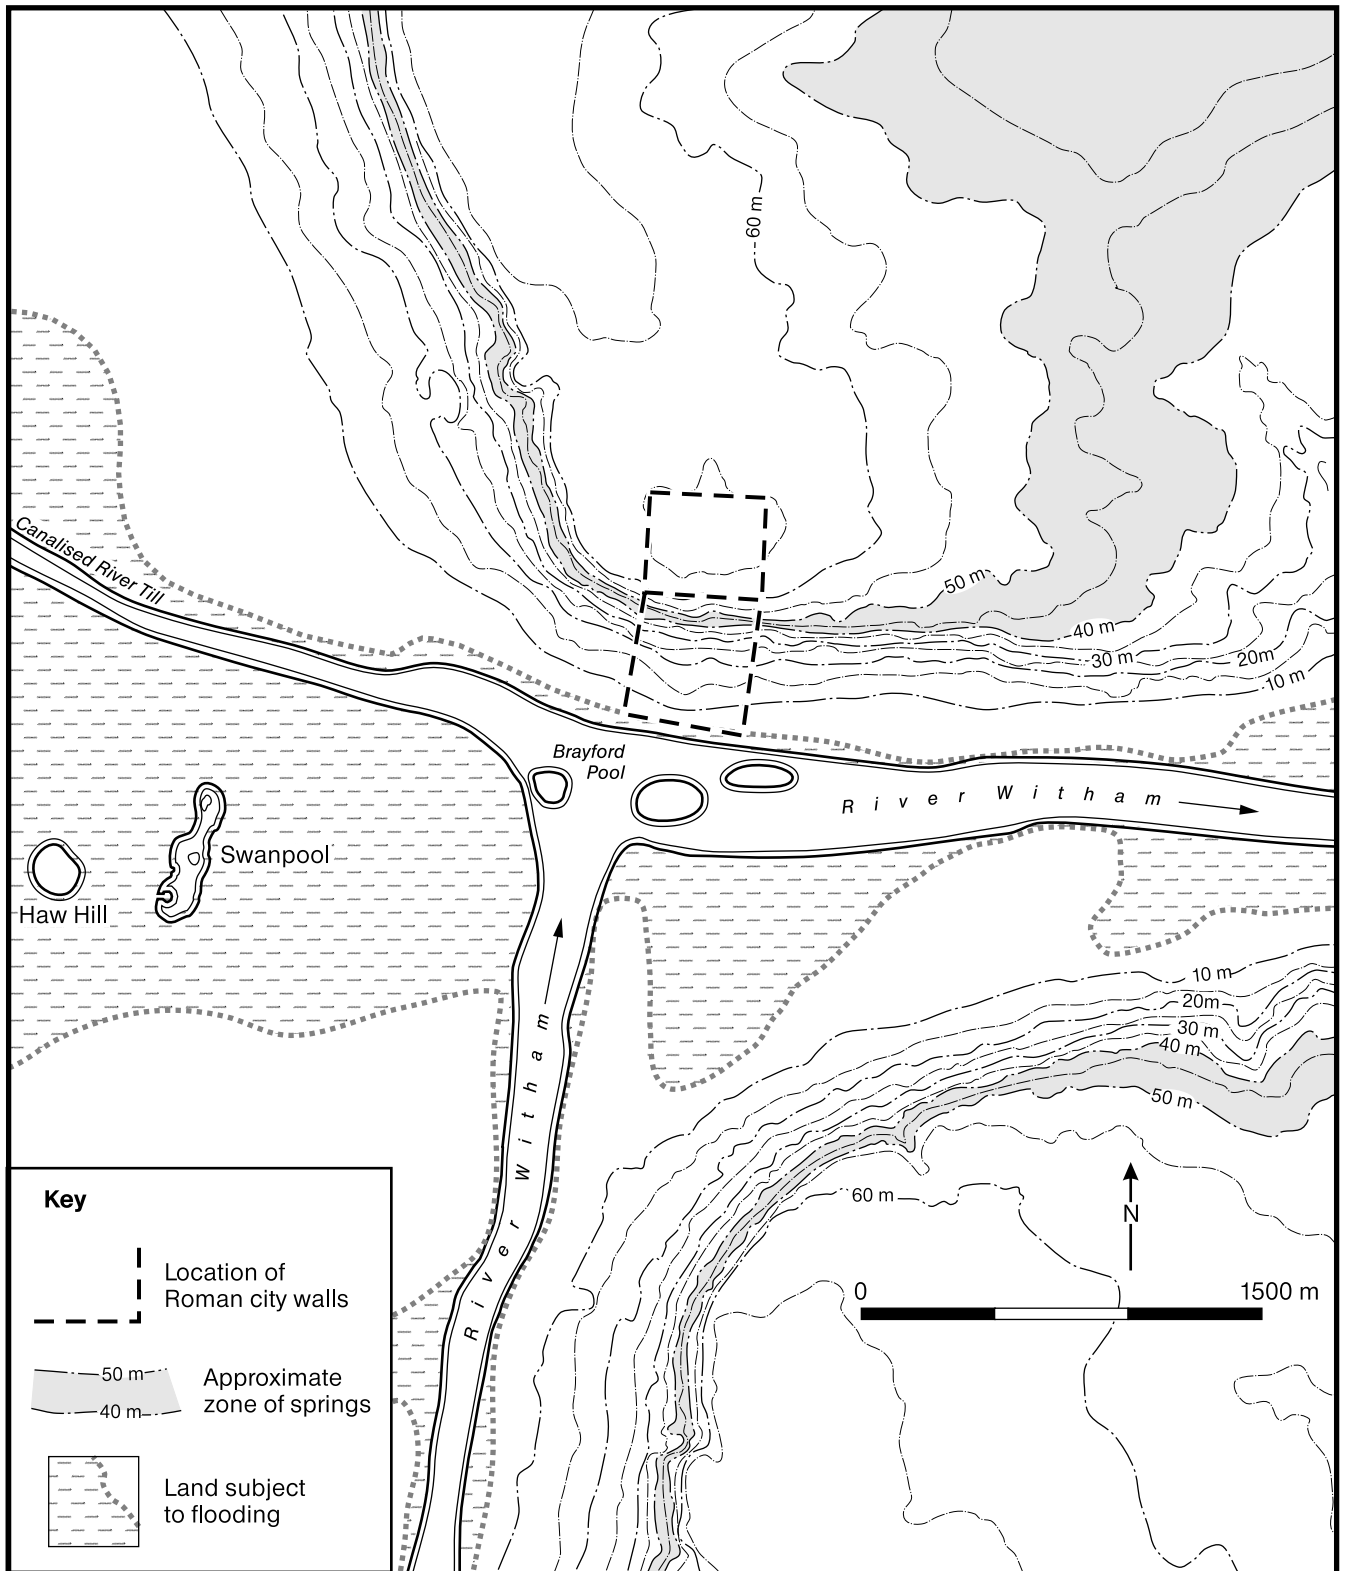 60 m
Canalised River Till
50 m
40 m
30 m
20m
10 m
Brayford
Pool
River Witham
Swanpool
Haw Hill
10 m
20m
30 m
40 m
50 m
River Witham
60 m
N
0 1500 m
Key
Location of
Roman city walls
50 m
40 m
Approximate
zone of springs
Land subject
to flooding